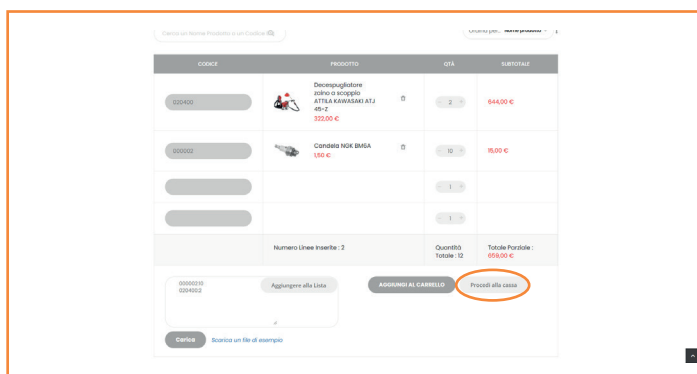 Cerca un Nome Prodotto o un Codice
Ordina per... Nome prodotto
CODICE PRODOTTO QTÀ SUBTOTALE
020400
Decespugliatore
zaino a scoppio
ATTILA KAWASAKI ATJ
45-Z
322,00 €
- 2 +
644,00 €
000002
Candela NGK BM6A
1,50 €
- 10 +
15,00 €
- 1 +
- 1 +
Numero Linee Inserite : 2
Quantità
Totale : 12
Totale Parziale :
659,00 €
Aggiungere alla Lista
AGGIUNGI AL CARRELLO
Procedi alla cassa
Carica
Scarica un file di esempio